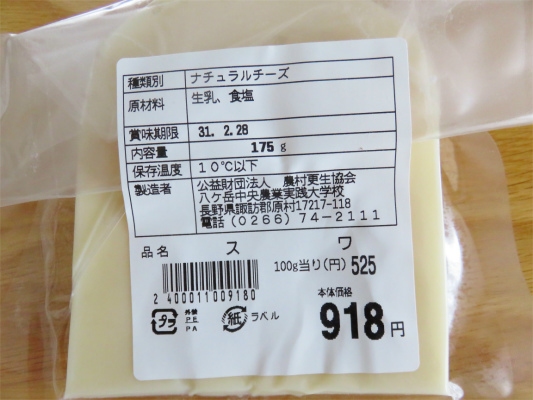 種類別 ナチュラルチーズ
原材料 生乳、食塩
賞味期限 31. 2.28
内容量 175 g
保存温度 10℃以下
製造者 公益財団法人 農村更生協会
八ケ岳中央農業実践大学校
長野県諏訪郡原村17217-118
電話(0266)74-2111
品名 スワ
100g当り(円) 525
2 400011 009180
本体価格
918円
プラ 外装 PE PA 紙 ラベル